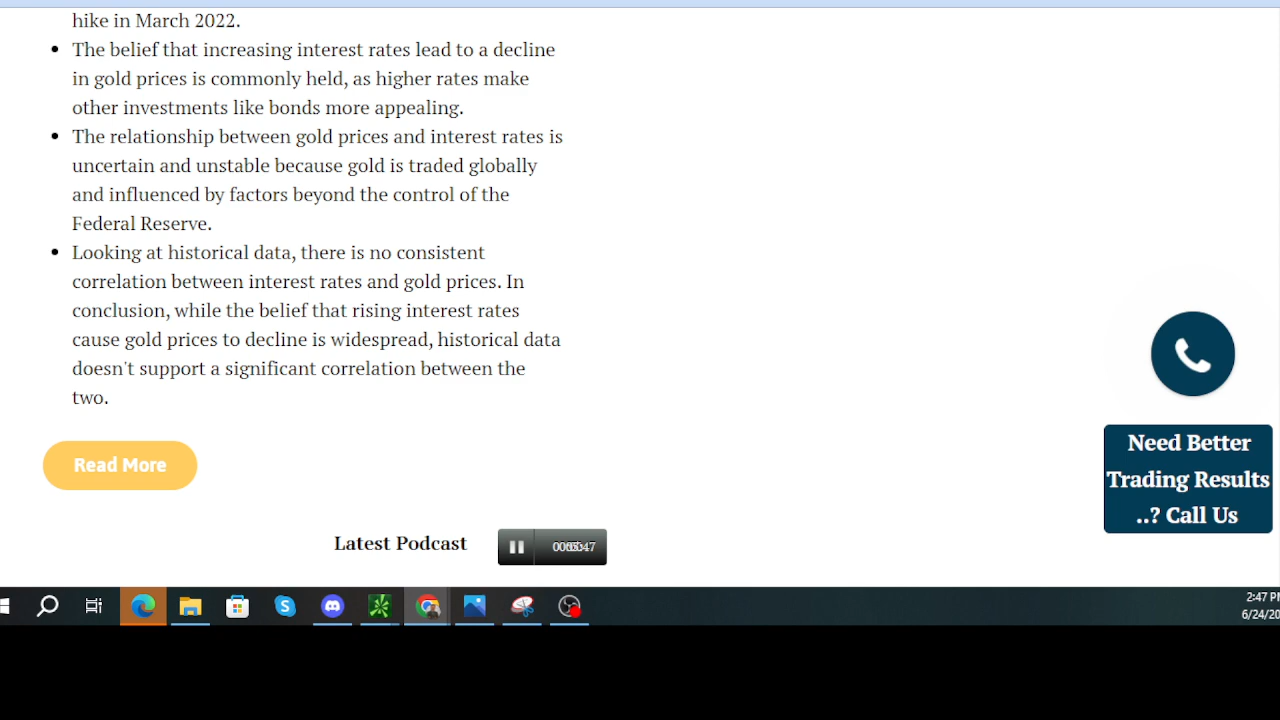 hike in March 2022.
• The belief that increasing interest rates lead to a decline
in gold prices is commonly held, as higher rates make
other investments like bonds more appealing.
• The relationship between gold prices and interest rates is
uncertain and unstable because gold is traded globally
and influenced by factors beyond the control of the
Federal Reserve.
• Looking at historical data, there is no consistent
correlation between interest rates and gold prices. In
conclusion, while the belief that rising interest rates
cause gold prices to decline is widespread, historical data
doesn't support a significant correlation between the
two.
Read More
Need Better
Trading Results
..? Call Us
Latest Podcast
2:47 P
6/24/20